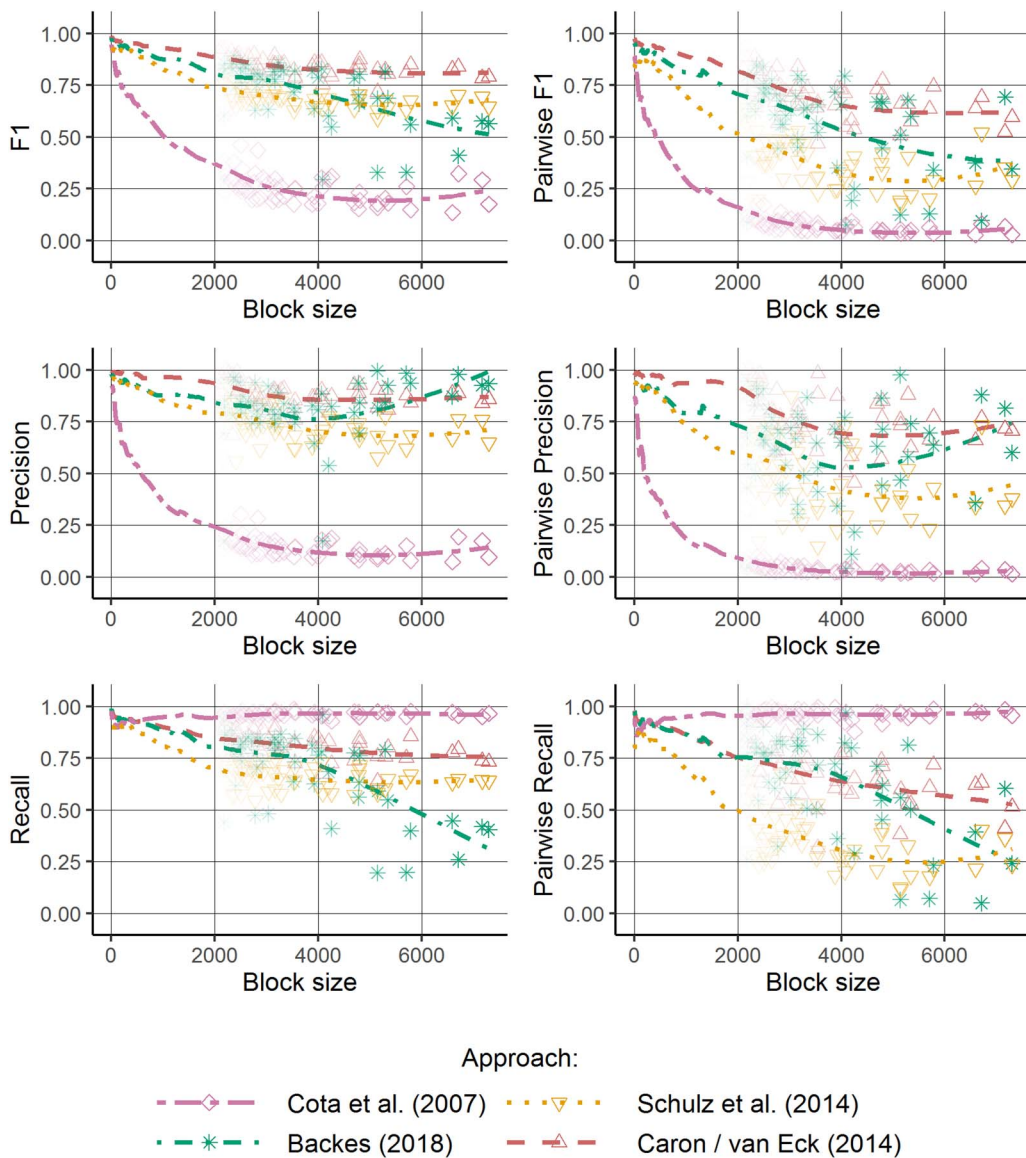 F1
1.00
0.75
0.50
0.25
0.00
0 2000 4000 6000
Block size
Pairwise F1
1.00
0.75
0.50
0.25
0.00
0 2000 4000 6000
Block size
Precision
1.00
0.75
0.50
0.25
0.00
0 2000 4000 6000
Block size
Pairwise Precision
1.00
0.75
0.50
0.25
0.00
0 2000 4000 6000
Block size
Recall
1.00
0.75
0.50
0.25
0.00
0 2000 4000 6000
Block size
Pairwise Recall
1.00
0.75
0.50
0.25
0.00
0 2000 4000 6000
Block size
Approach:
Cota et al. (2007)
Schulz et al. (2014)
Backes (2018)
Caron / van Eck (2014)